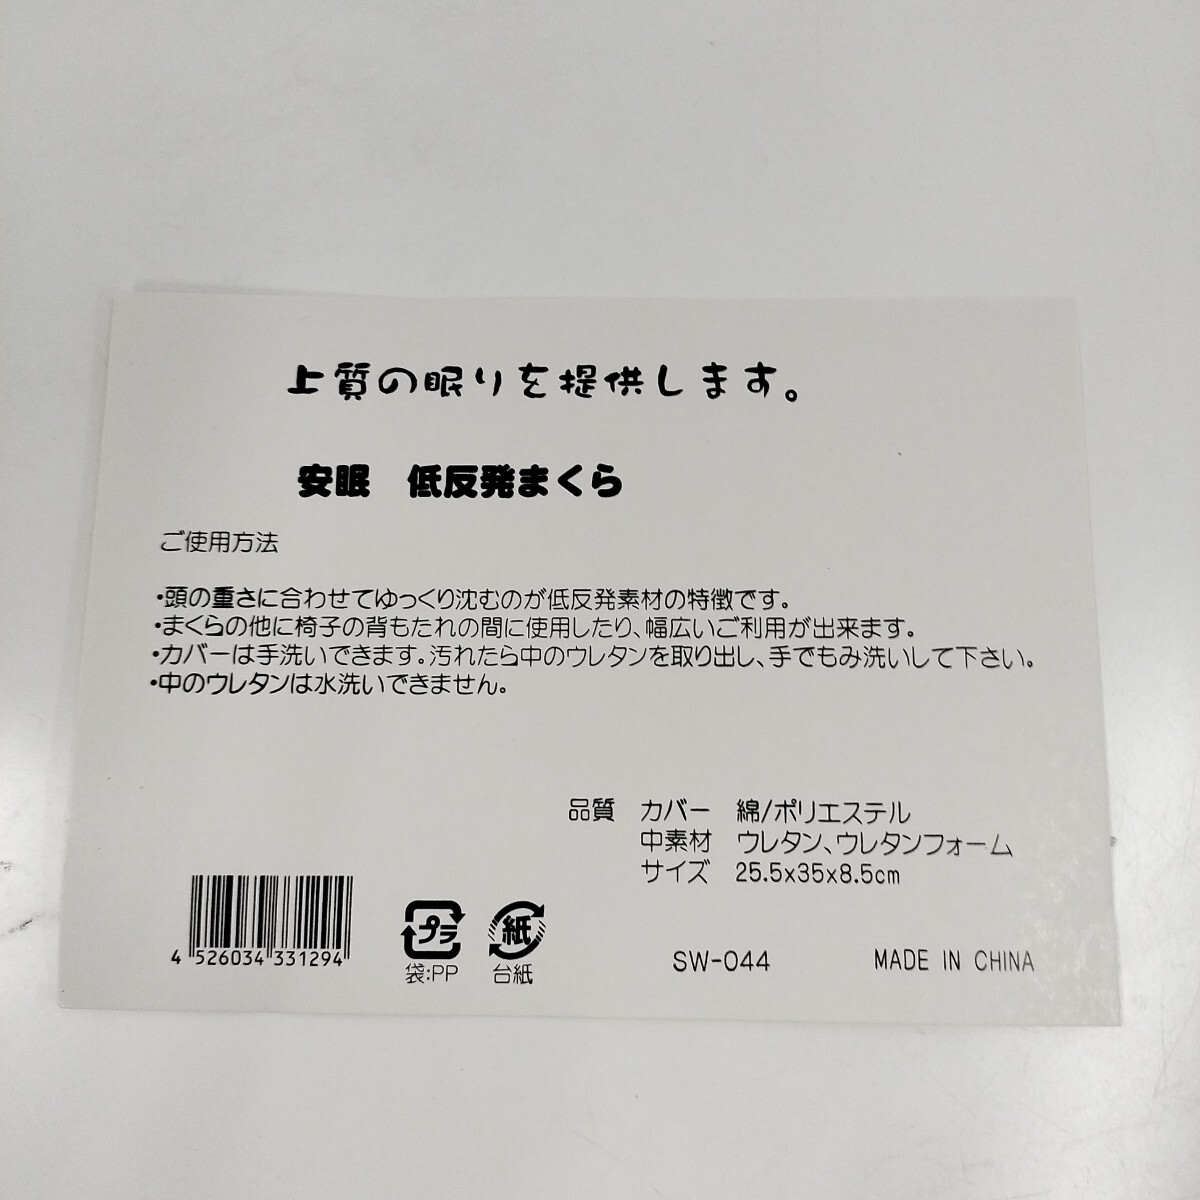 上質の眠りを提供します。
安眠　低反発まくら
ご使用方法
・頭の重さに合わせてゆっくり沈むのが低反発素材の特徴です。
・まくらの他に椅子の背もたれの間に使用したり、幅広いご利用が出来ます。
・カバーは手洗いできます。汚れたら中のウレタンを取り出し、手でもみ洗いして下さい。
・中のウレタンは水洗いできません。
品質　カバー　綿/ポリエステル
中素材　ウレタン、ウレタンフォーム
サイズ　25.5x35x8.5cm
4 526034 331294
プラ
袋:PP
紙
台紙
SW-044
MADE IN CHINA